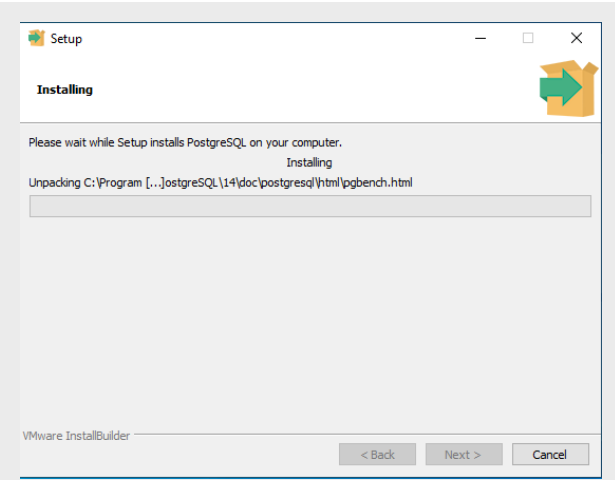 Setup
Installing
Please wait while Setup installs PostgreSQL on your computer.
Installing
Unpacking C:\Program [...]ostgreSQL\14\doc\postgresql\html\pgbench.html
VMware InstallBuilder
< Back Next > Cancel